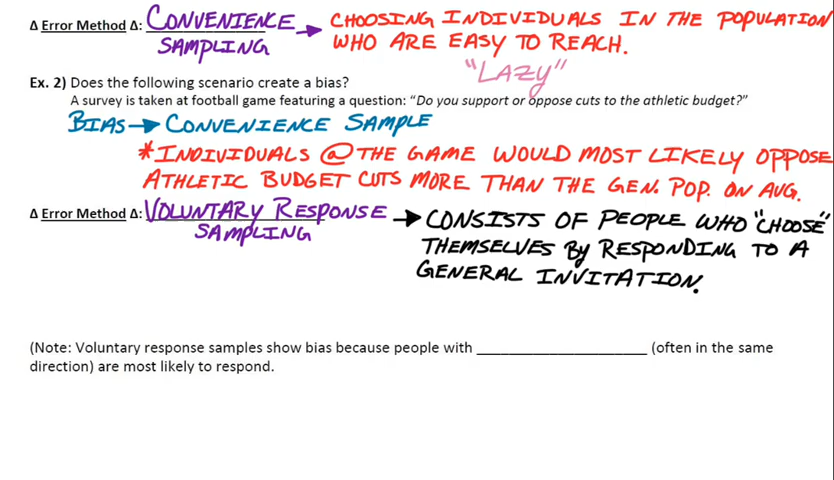 Δ Error Method Δ: CONVENIENCE → CHOOSING INDIVIDUALS IN THE POPULATION
SAMPLING WHO ARE EASY TO REACH.
"LAZY"
Ex. 2) Does the following scenario create a bias?
A survey is taken at football game featuring a question: “Do you support or oppose cuts to the athletic budget?”
BIAS → CONVENIENCE SAMPLE
*INDIVIDUALS @ THE GAME WOULD MOST LIKELY OPPOSE
ATHLETIC BUDGET CUTS MORE THAN THE GEN. POP. ON AVG.
Δ Error Method Δ: VOLUNTARY RESPONSE → CONSISTS OF PEOPLE WHO "CHOOSE"
SAMPLING THEMSELVES BY RESPONDING TO A
GENERAL INVITATION.
(Note: Voluntary response samples show bias because people with ____________________ (often in the same
direction) are most likely to respond.